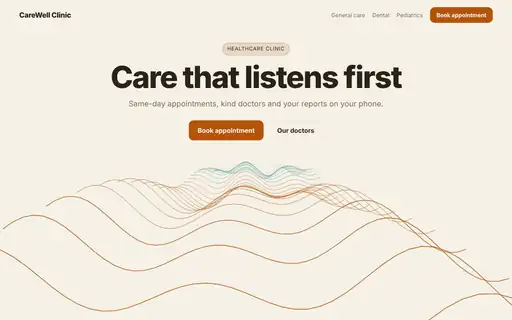 CareWell Clinic
General care Dental Pediatrics Book appointment
HEALTHCARE CLINIC
Care that listens first
Same-day appointments, kind doctors and your reports on your phone.
Book appointment Our doctors